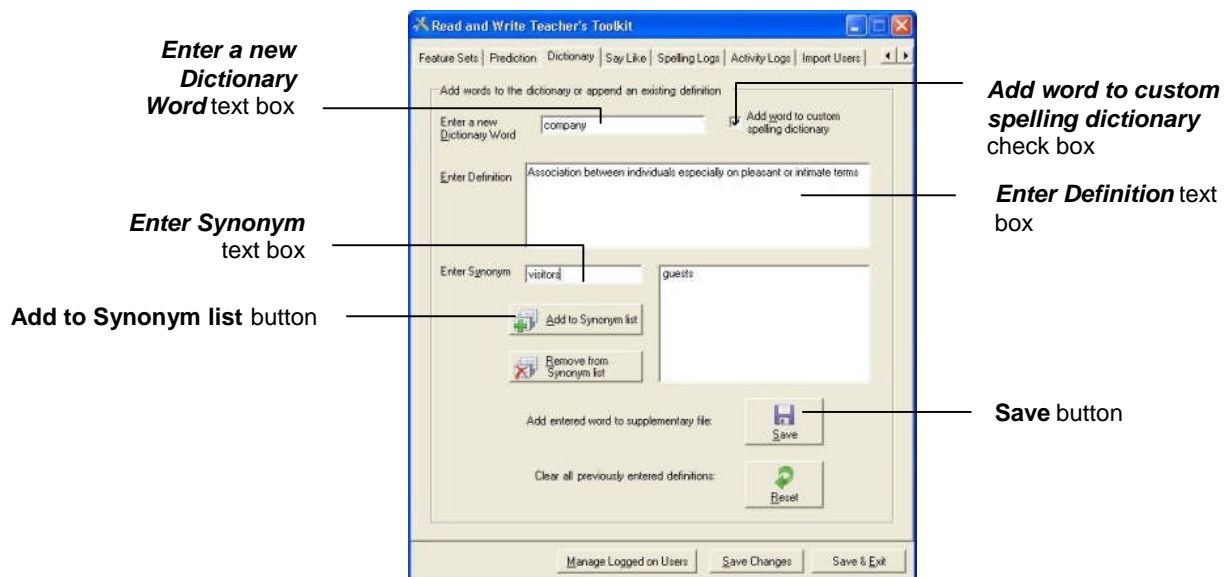 Read and Write Teacher's Toolkit
Feature Sets Prediction Dictionary Say Like Spelling Logs Activity Logs Import Users
Enter a new
Dictionary
Word text box
Add words to the dictionary or append an existing definition
Enter a new
Dictionary Word
company
Add word to custom
spelling dictionary
Add word to custom
spelling dictionary
check box
Enter Definition
Association between individuals especially on pleasant or intimate terms
Enter Definition text
box
Enter Synonym
text box
Enter Synonym
visitors
guests
Add to Synonym list button
Add to Synonym list
Remove from
Synonym list
Add entered word to supplementary file:
Save
Save button
Clear all previously entered definitions:
Reset
Manage Logged on Users Save Changes Save & Exit